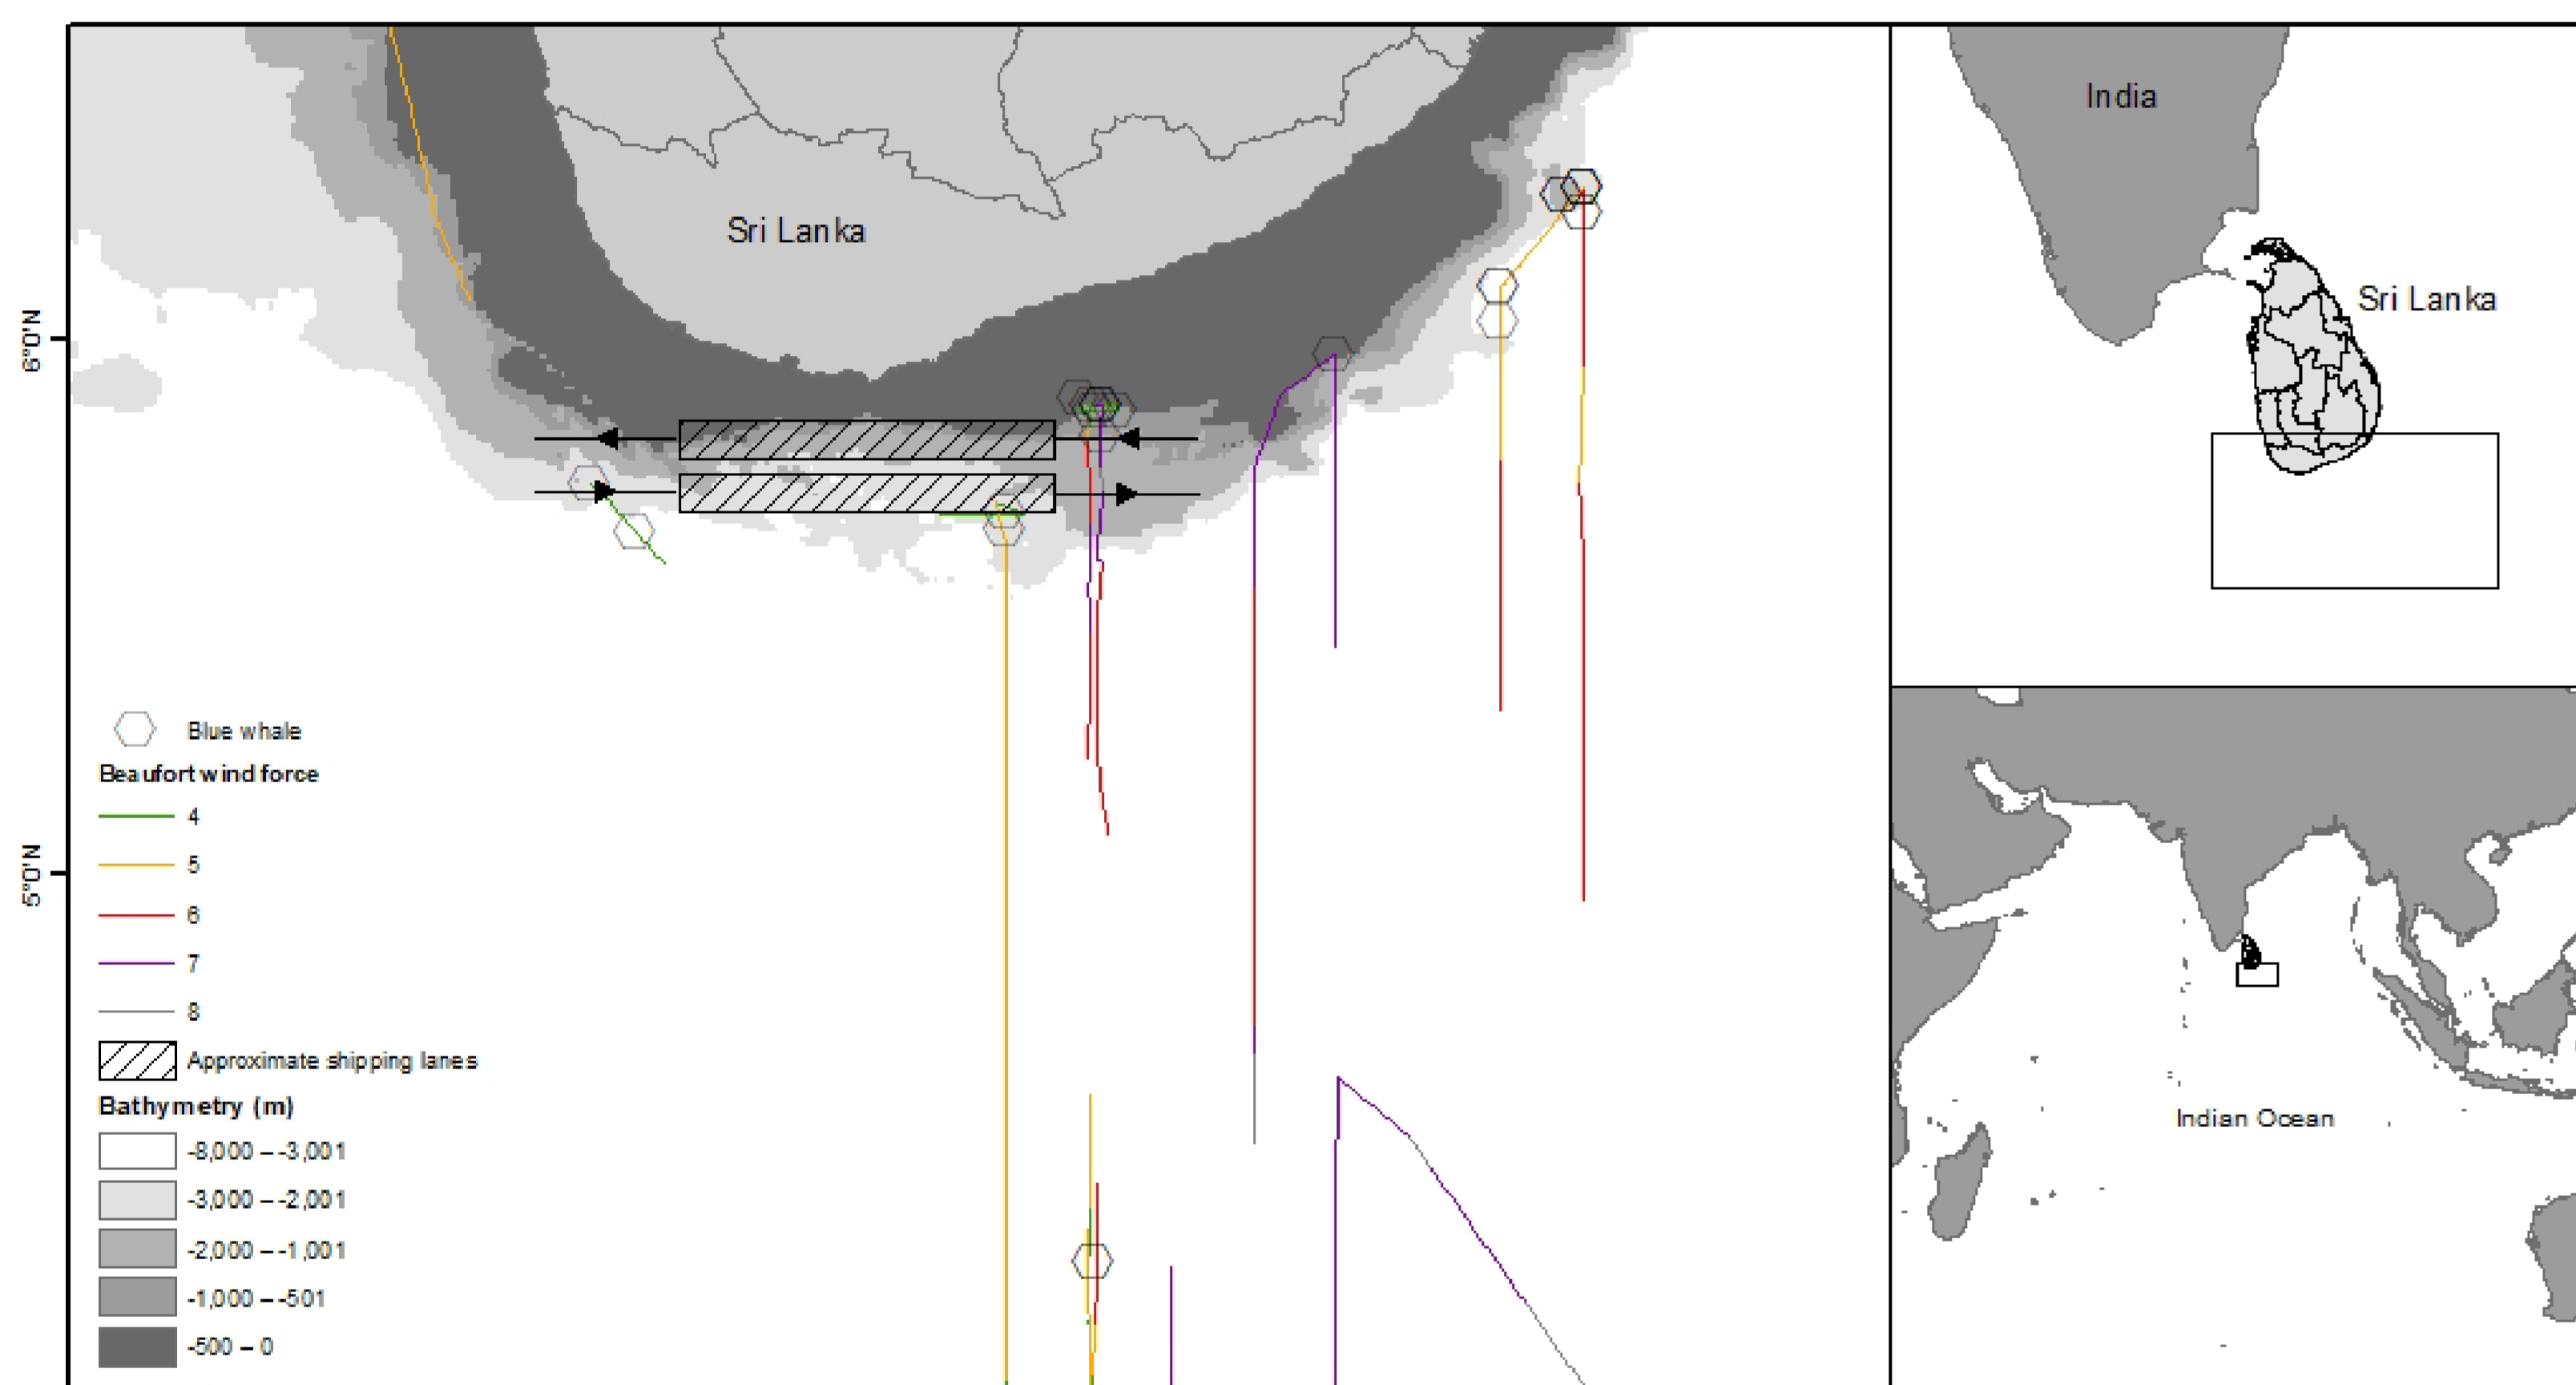 6°0'N
5°0'N
Sri Lanka
Blue whale
Beaufort wind force
4
5
6
7
8
Approximate shipping lanes
Bathymetry (m)
-8,000 – -3,001
-3,000 – -2,001
-2,000 – -1,001
-1,000 – -501
-500 – 0
India
Sri Lanka
Indian Ocean